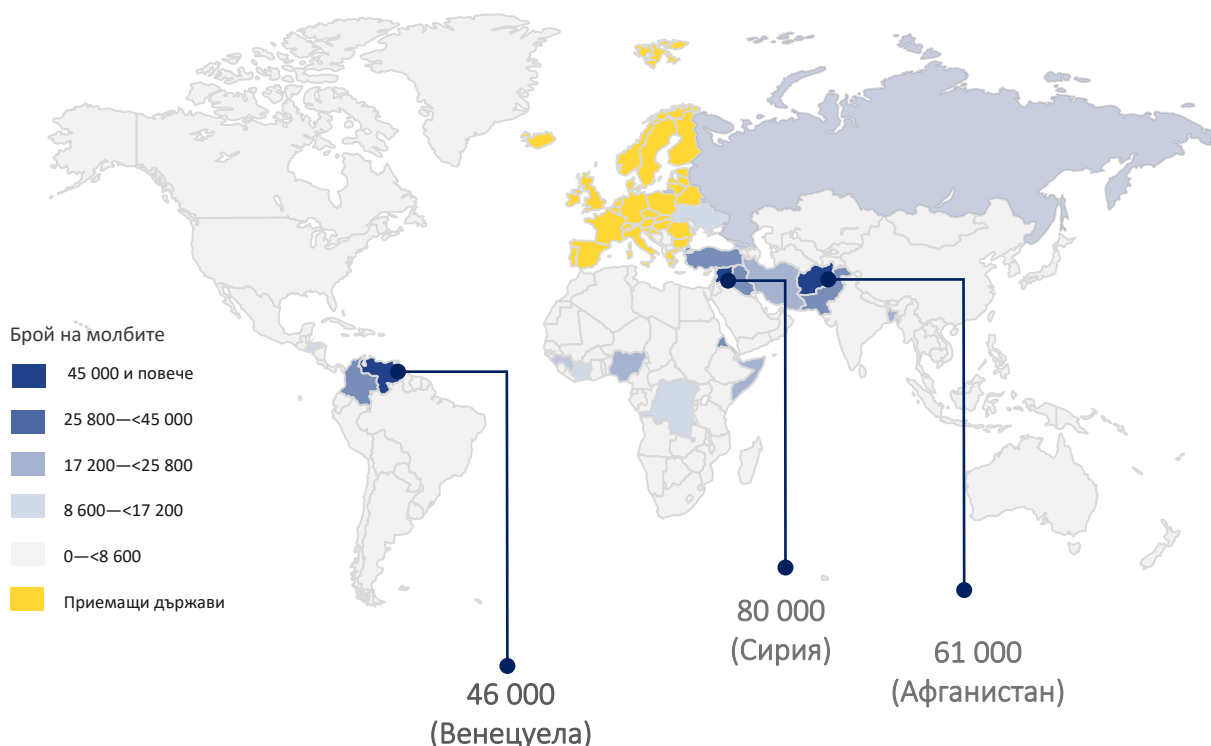 Брой на молбите
45 000 и повече
25 800—<45 000
17 200—<25 800
8 600—<17 200
0—<8 600
Приемащи държави
46 000
(Венецуела)
80 000
(Сирия)
61 000
(Афганистан)